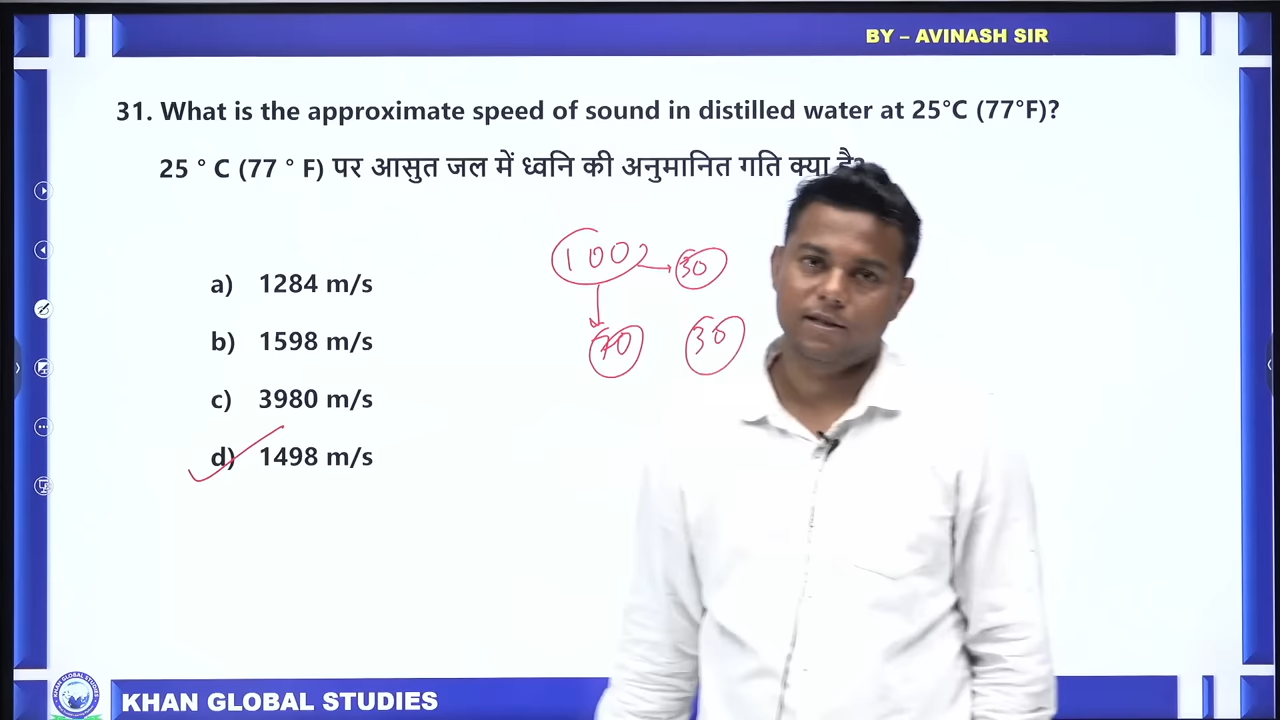 BY – AVINASH SIR
31. What is the approximate speed of sound in distilled water at 25°C (77°F)?
25 ° C (77 ° F) पर आसुत जल में ध्वनि की अनुमानित गति क्या है?
a) 1284 m/s
b) 1598 m/s
c) 3980 m/s
d) 1498 m/s
100 30
70 30
KHAN GLOBAL STUDIES